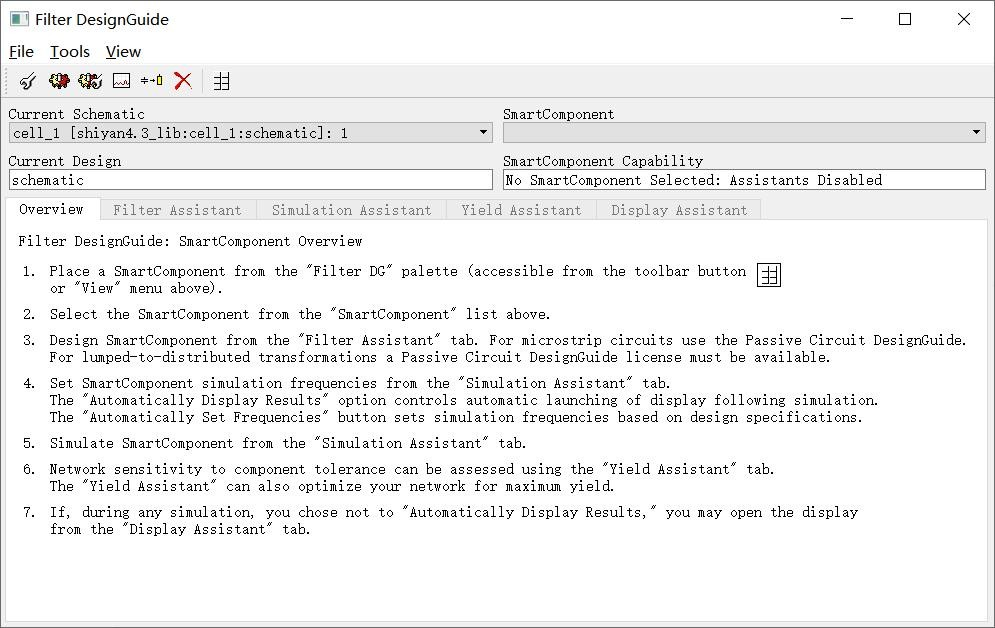 Filter DesignGuide
File Tools View
Current Schematic
SmartComponent
cell_1 [shiyan4.3_lib:cell_1:schematic]: 1
Current Design
SmartComponent Capability
schematic
No SmartComponent Selected: Assistants Disabled
Overview Filter Assistant Simulation Assistant Yield Assistant Display Assistant
Filter DesignGuide: SmartComponent Overview
1. Place a SmartComponent from the "Filter DG" palette (accessible from the toolbar button
or "View" menu above).
2. Select the SmartComponent from the "SmartComponent" list above.
3. Design SmartComponent from the "Filter Assistant" tab. For microstrip circuits use the Passive Circuit DesignGuide.
For lumped-to-distributed transformations a Passive Circuit DesignGuide license must be available.
4. Set SmartComponent simulation frequencies from the "Simulation Assistant" tab.
The "Automatically Display Results" option controls automatic launching of display following simulation.
The "Automatically Set Frequencies" button sets simulation frequencies based on design specifications.
5. Simulate SmartComponent from the "Simulation Assistant" tab.
6. Network sensitivity to component tolerance can be assessed using the "Yield Assistant" tab.
The "Yield Assistant" can also optimize your network for maximum yield.
7. If, during any simulation, you chose not to "Automatically Display Results," you may open the display
from the "Display Assistant" tab.